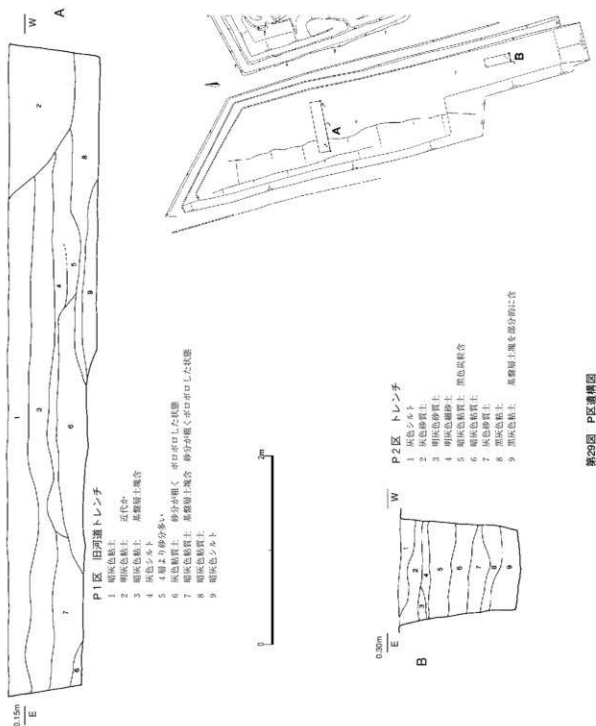 A
W
0.15m
E
P1区 旧河道トレンチ
1 暗灰色粘土
2 明灰色粘土 近代か
3 暗灰色粘土 基盤層土塊含
4 灰色シルト
5 4層より砂分多い
6 灰色粘質土 砂分が粗く ボロボロした状態
7 暗灰色粘質土 基盤層土塊含 砂分が粗くボロボロした状態
8 暗灰色粘質土
9 暗灰色シルト
0
2m
A
B
P2区 トレンチ
1 灰色シルト
2 灰色砂質土
3 明灰色砂質土
4 明灰色細砂土
5 暗灰色粘質土 黒色炭粒含
6 暗灰色粘質土
7 灰色砂質土
8 黒灰色粘土
9 黒灰色粘土 基盤層土塊を部分的に含
0.30m
E
W
B
第29図 P区遺構図